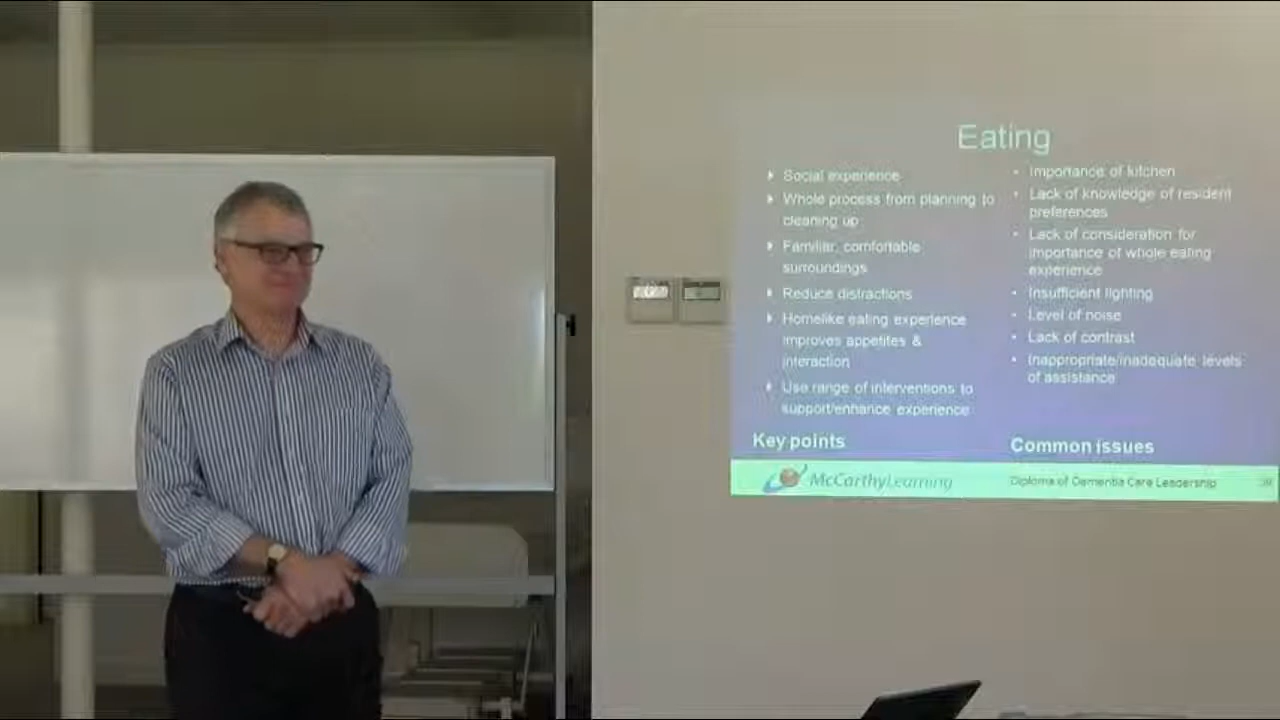 Eating
Social experience
Whole process from planning to
cleaning up
Familiar, comfortable
surroundings
Reduce distractions
Homelike eating experience
improves appetites &
interaction
Use range of interventions to
support/enhance experience
Key points
Importance of kitchen
Lack of knowledge of resident
preferences
Lack of consideration for
importance of whole eating
experience
Insufficient lighting
Level of noise
Lack of contrast
Inappropriate/inadequate levels
of assistance
Common issues
McCarthyLearning
Diploma of Dementia Care Leadership